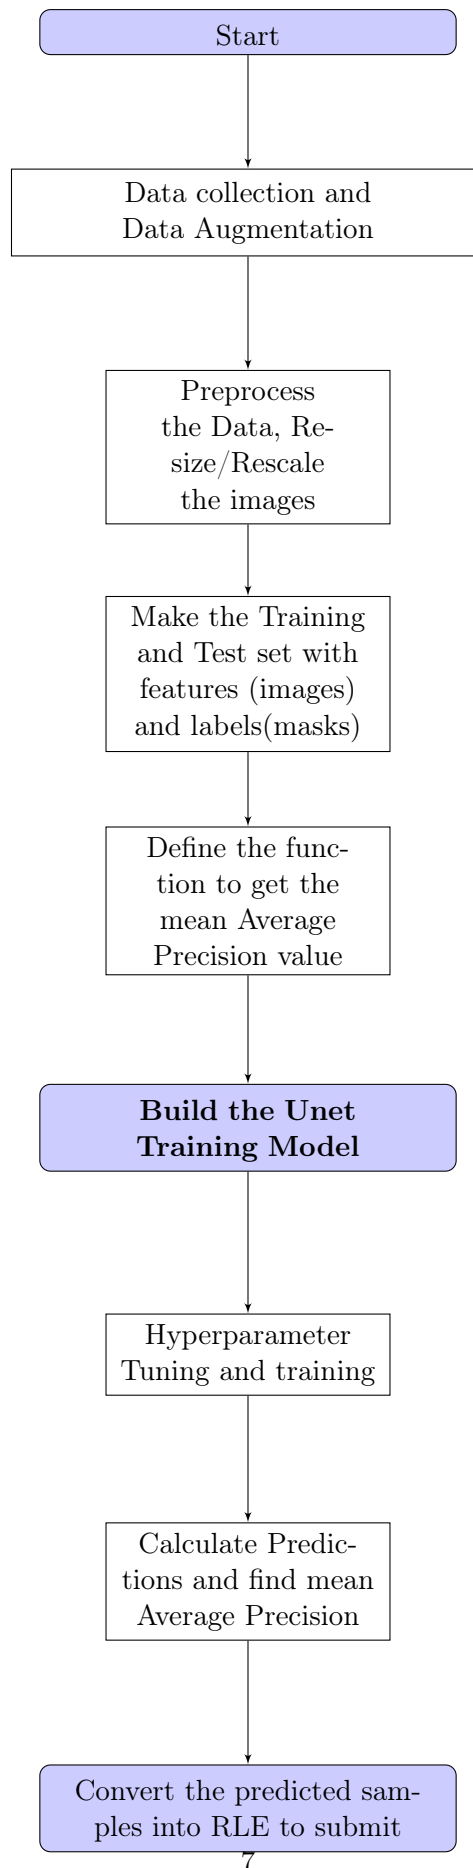 Start
Data collection and
Data Augmentation
Preprocess
the Data, Re-
size/Rescale
the images
Make the Training
and Test set with
features (images)
and labels(masks)
Define the func-
tion to get the
mean Average
Precision value
Build the Unet
Training Model
Hyperparameter
Tuning and training
Calculate Predic-
tions and find mean
Average Precision
Convert the predicted sam-
ples into RLE to submit
7